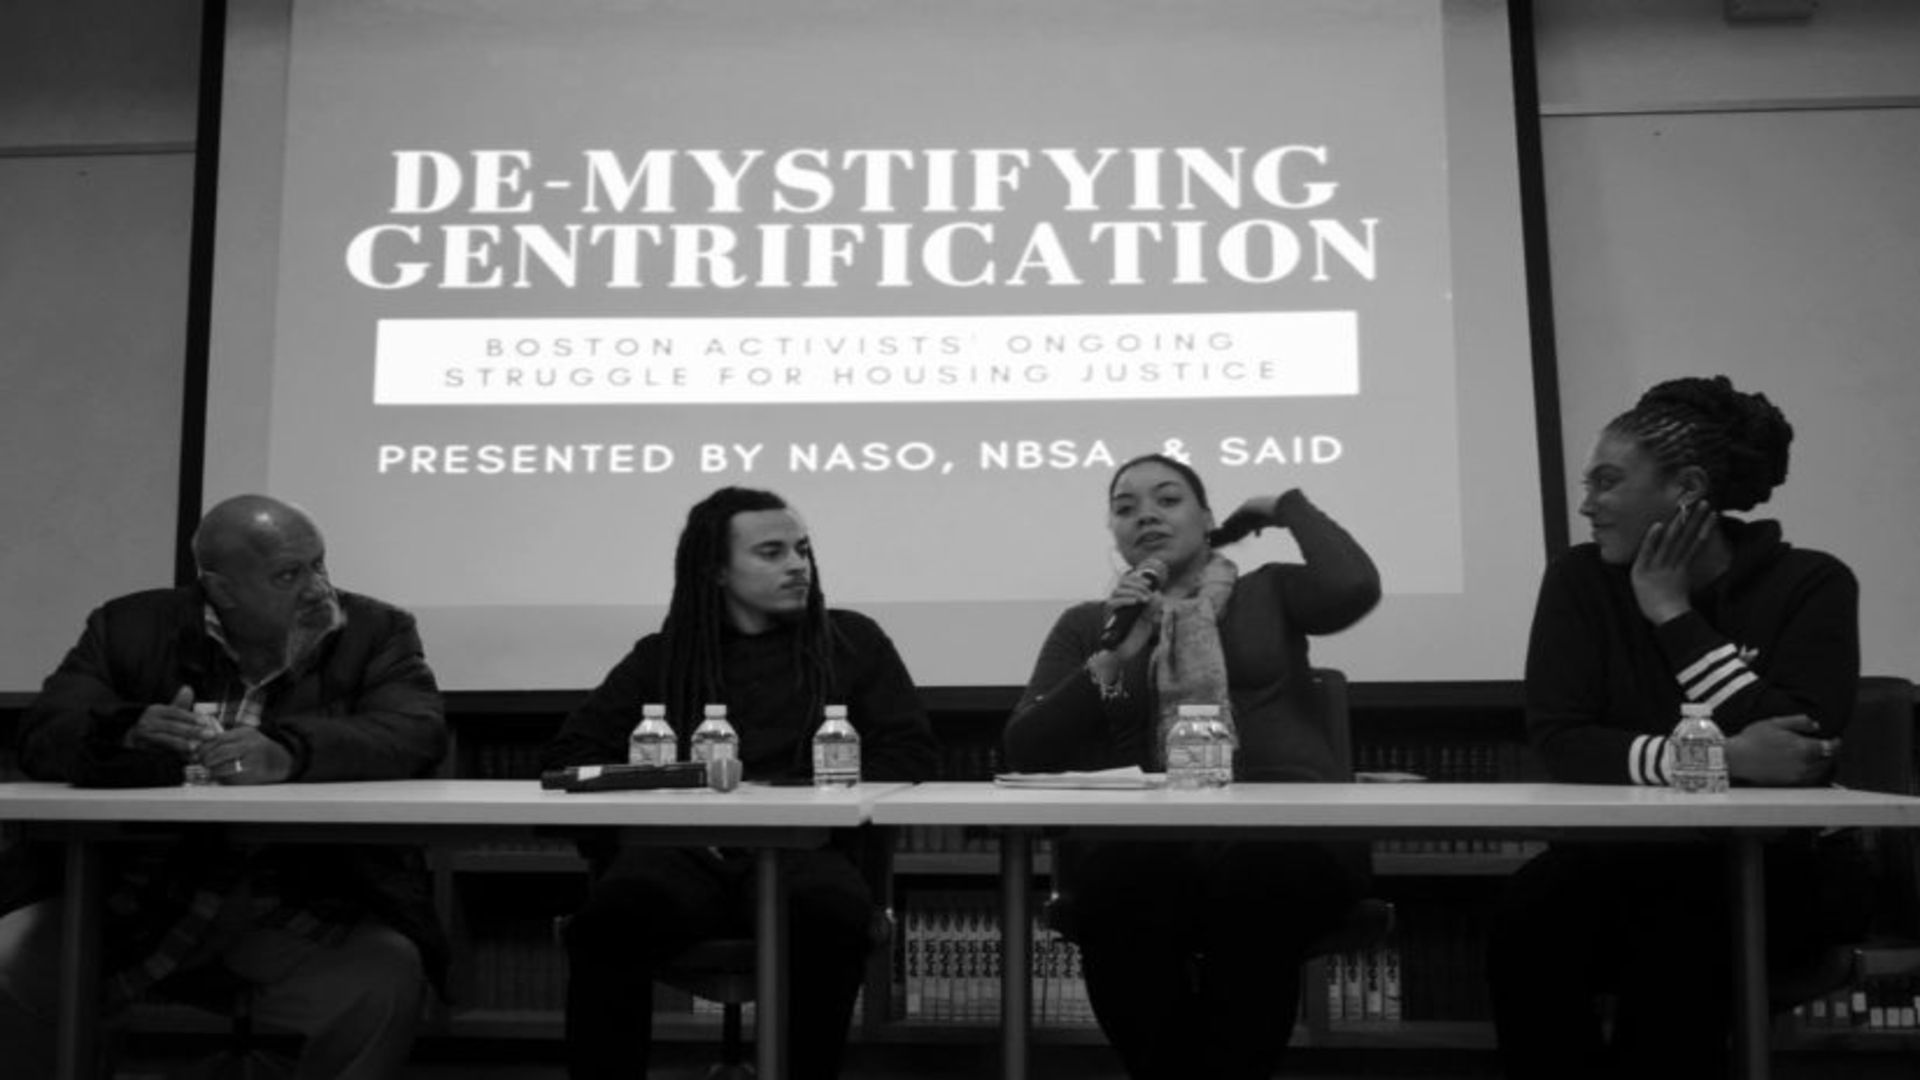 DE-MYSTIFYING
GENTRIFICATION
BOSTON ACTIVISTS' ONGOING
STRUGGLE FOR HOUSING JUSTICE
PRESENTED BY NASO, NBSA, & SAID